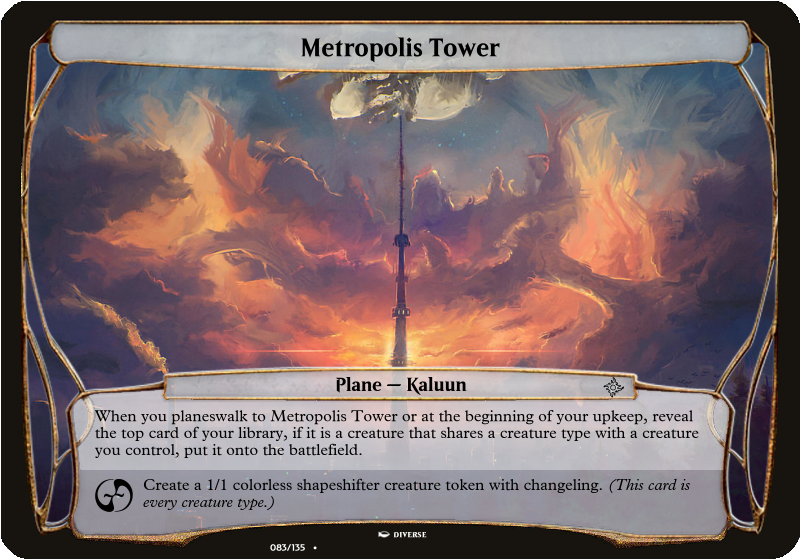 Metropolis Tower
Plane — Kaluun
When you planeswalk to Metropolis Tower or at the beginning of your upkeep, reveal
the top card of your library, if it is a creature that shares a creature type with a creature
you control, put it onto the battlefield.
Create a 1/1 colorless shapeshifter creature token with changeling. (This card is
every creature type.)
DIVERSE
083/135 •